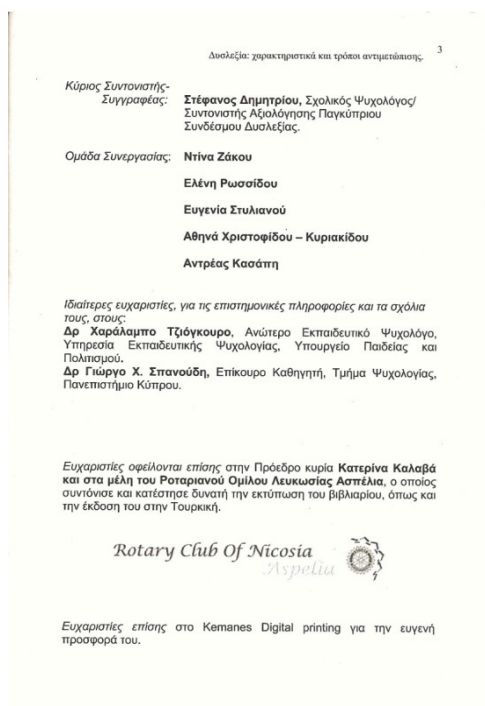 Δυσλεξία: χαρακτηριστικά και τρόποι αντιμετώπισης.
3
Κύριος Συντονιστής-
Συγγραφέας: Στέφανος Δημητρίου, Σχολικός Ψυχολόγος/
Συντονιστής Αξιολόγησης Παγκύπριου
Συνδέσμου Δυσλεξίας.
Ομάδα Συνεργασίας: Ντίνα Ζάκου
Ελένη Ρωσσίδου
Ευγενία Στυλιανού
Αθηνά Χριστοφίδου – Κυριακίδου
Αντρέας Κασάπη
Ιδιαίτερες ευχαριστίες, για τις επιστημονικές πληροφορίες και τα σχόλια
τους, στους:
Δρ Χαράλαμπο Τζιόγκουρο, Ανώτερο Εκπαιδευτικό Ψυχολόγο,
Υπηρεσία Εκπαιδευτικής Ψυχολογίας, Υπουργείο Παιδείας και
Πολιτισμού.
Δρ Γιώργο Χ. Σπανούδη, Επίκουρο Καθηγητή, Τμήμα Ψυχολογίας,
Πανεπιστήμιο Κύπρου.
Ευχαριστίες οφείλονται επίσης στην Πρόεδρο κυρία Κατερίνα Καλαβά
και στα μέλη του Ροταριανού Ομίλου Λευκωσίας Ασπέλια, ο οποίος
συντόνισε και κατέστησε δυνατή την εκτύπωση του βιβλιαρίου, όπως και
την έκδοση του στην Τουρκική.
Rotary Club Of Nicosia
Aspelia
Ευχαριστίες επίσης στο Kemanes Digital printing για την ευγενή
προσφορά του.